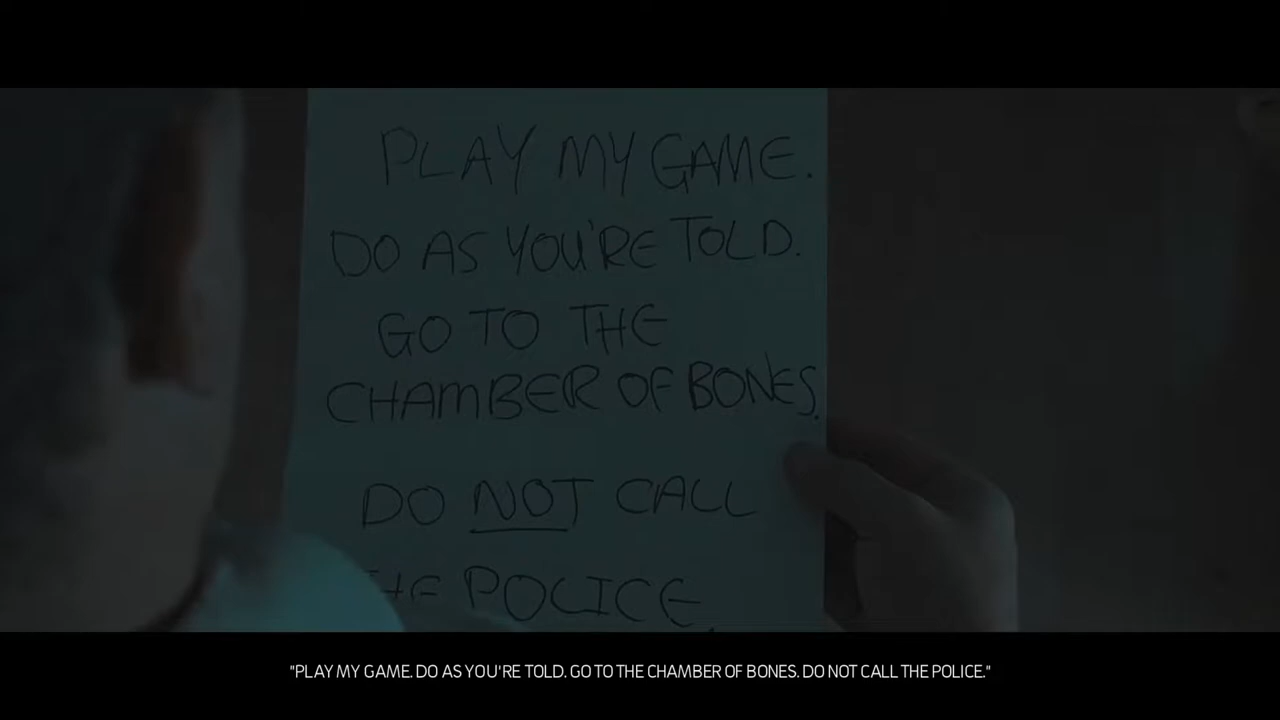 PLAY MY GAME.
DO AS YOU'RE TOLD.
GO TO THE
CHAMBER OF BONES.
DO NOT CALL
THE POLICE.
"PLAY MY GAME. DO AS YOU'RE TOLD. GO TO THE CHAMBER OF BONES. DO NOT CALL THE POLICE."